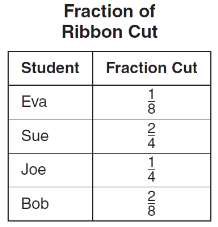 Fraction of
Ribbon Cut
Student Fraction Cut
Eva 1/8
Sue 2/4
Joe 1/4
Bob 2/8